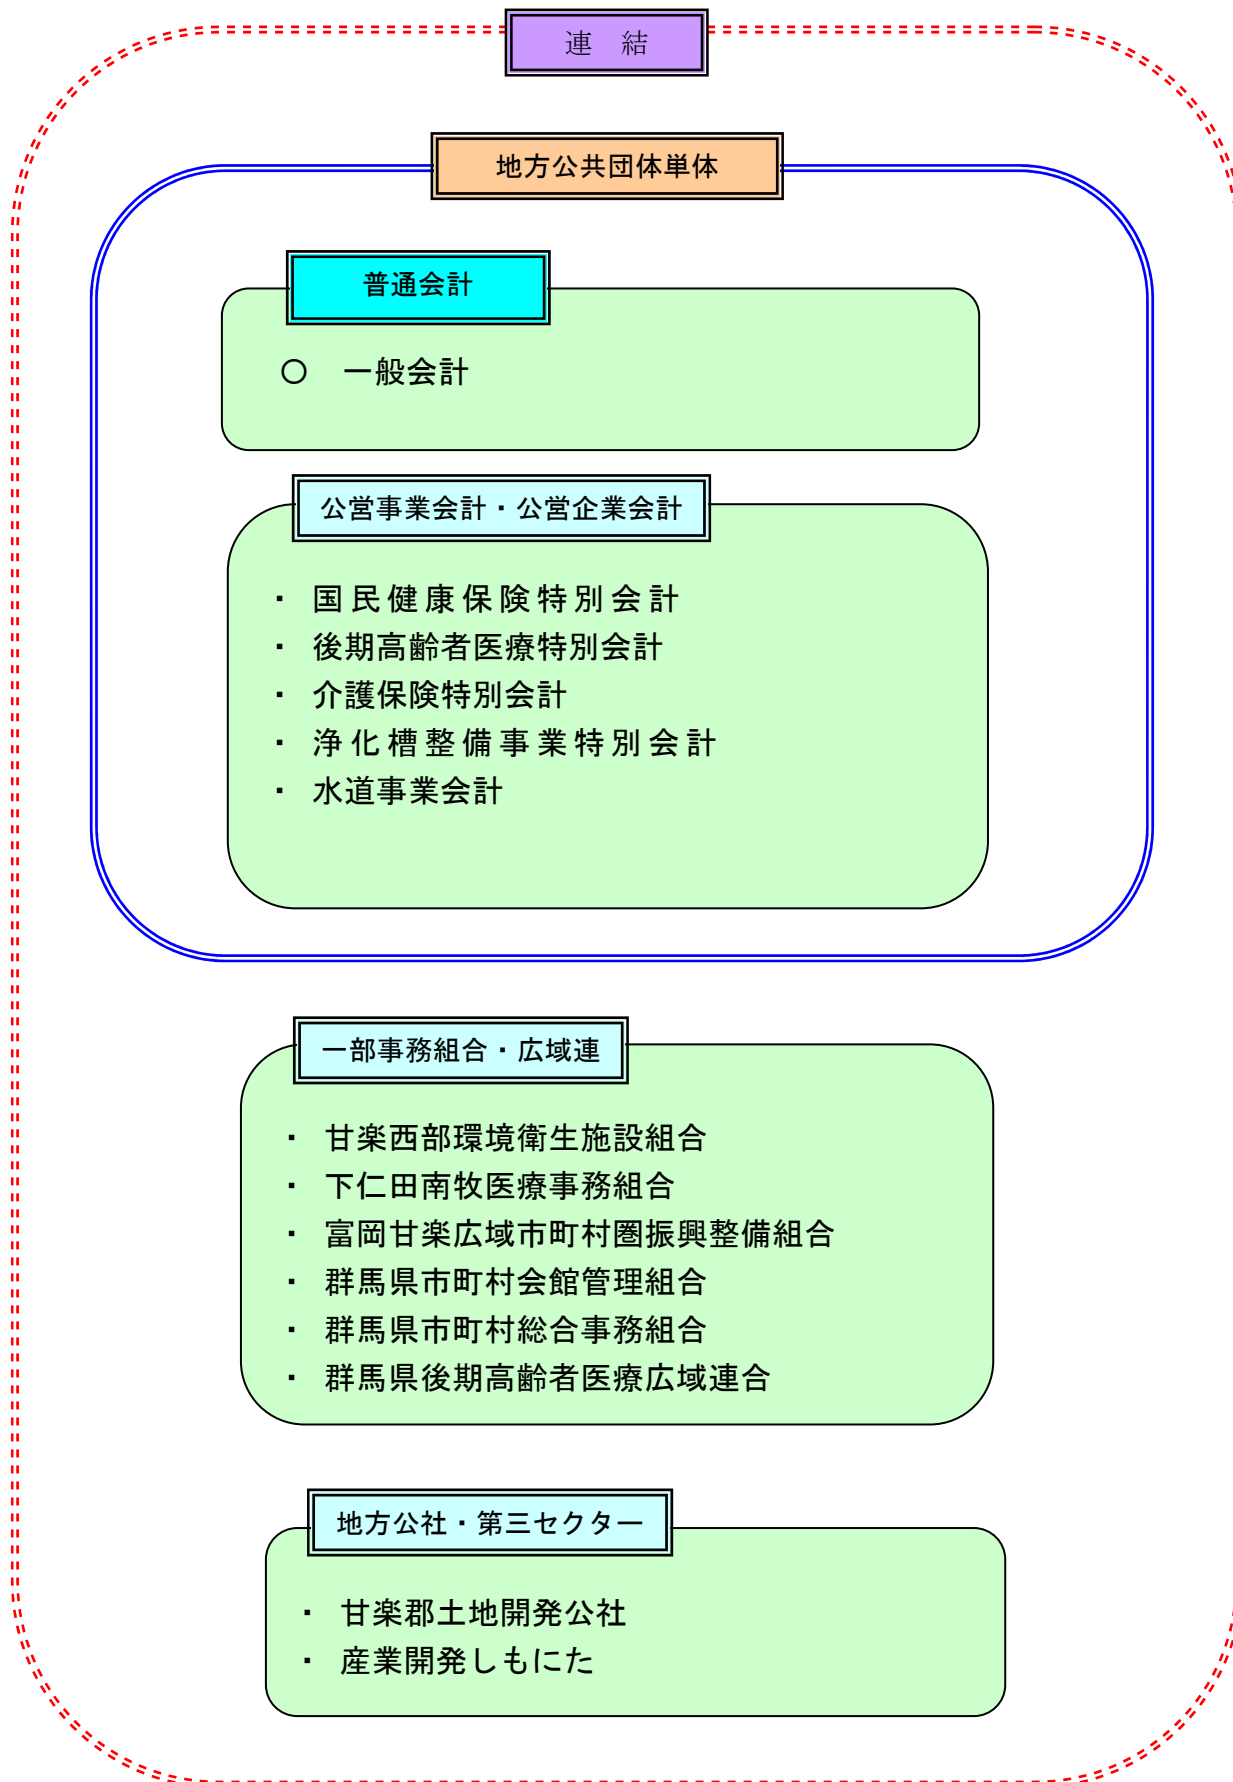 連　結
地方公共団体単体
普通会計
○　一般会計
公営事業会計・公営企業会計
・ 国民健康保険特別会計
・ 後期高齢者医療特別会計
・ 介護保険特別会計
・ 浄化槽整備事業特別会計
・ 水道事業会計
一部事務組合・広域連
・ 甘楽西部環境衛生施設組合
・ 下仁田南牧医療事務組合
・ 富岡甘楽広域市町村圏振興整備組合
・ 群馬県市町村会館管理組合
・ 群馬県市町村総合事務組合
・ 群馬県後期高齢者医療広域連合
地方公社・第三セクター
・ 甘楽郡土地開発公社
・ 産業開発しもにた